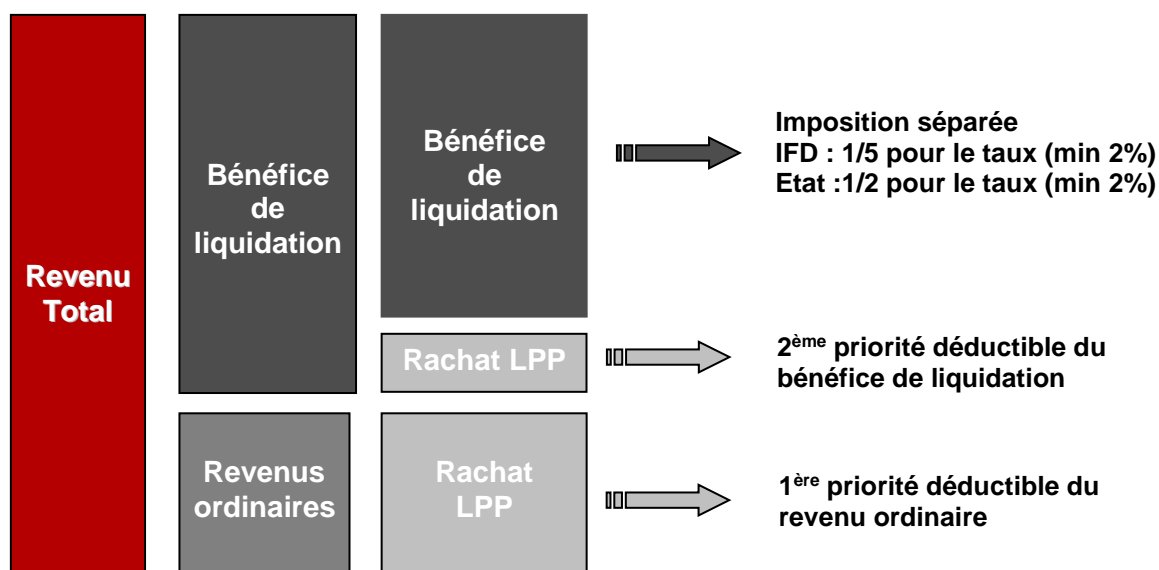 Revenu
Total
Bénéfice
de
liquidation
Bénéfice
de
liquidation
Imposition séparée
IFD : 1/5 pour le taux (min 2%)
Etat :1/2 pour le taux (min 2%)
Rachat LPP
2ème priorité déductible du
bénéfice de liquidation
Revenus
ordinaires
Rachat
LPP
1ère priorité déductible du
revenu ordinaire